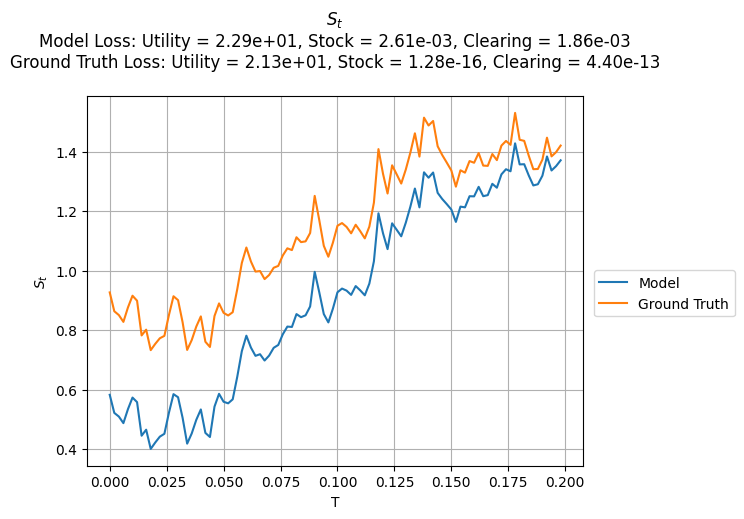 S_t
Model Loss: Utility = 2.29e+01, Stock = 2.61e-03, Clearing = 1.86e-03
Ground Truth Loss: Utility = 2.13e+01, Stock = 1.28e-16, Clearing = 4.40e-13
S_t
1.4
1.2
1.0
0.8
0.6
0.4
0.000 0.025 0.050 0.075 0.100 0.125 0.150 0.175 0.200
T
Model
Ground Truth